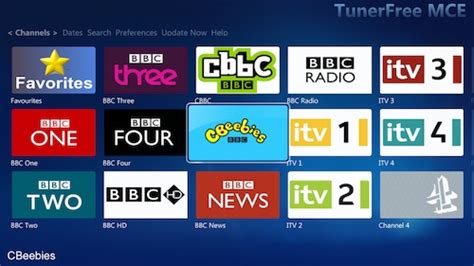 TunerFree MCE
< Channels > Dates Search Preferences Update Now Help
Favorites
BBC three
cbbc BBC
BBC RADIO
itv 3
Favourites BBC Three CBBC BBC Radio ITV 3
BBC ONE
BBC FOUR
CBeebies BBC
itv 1
itv 4
BBC One BBC Four ITV 1 ITV 4
BBC TWO
BBC HD
BBC NEWS
itv 2
4
BBC Two BBC HD BBC News ITV 2 Channel 4
CBeebies